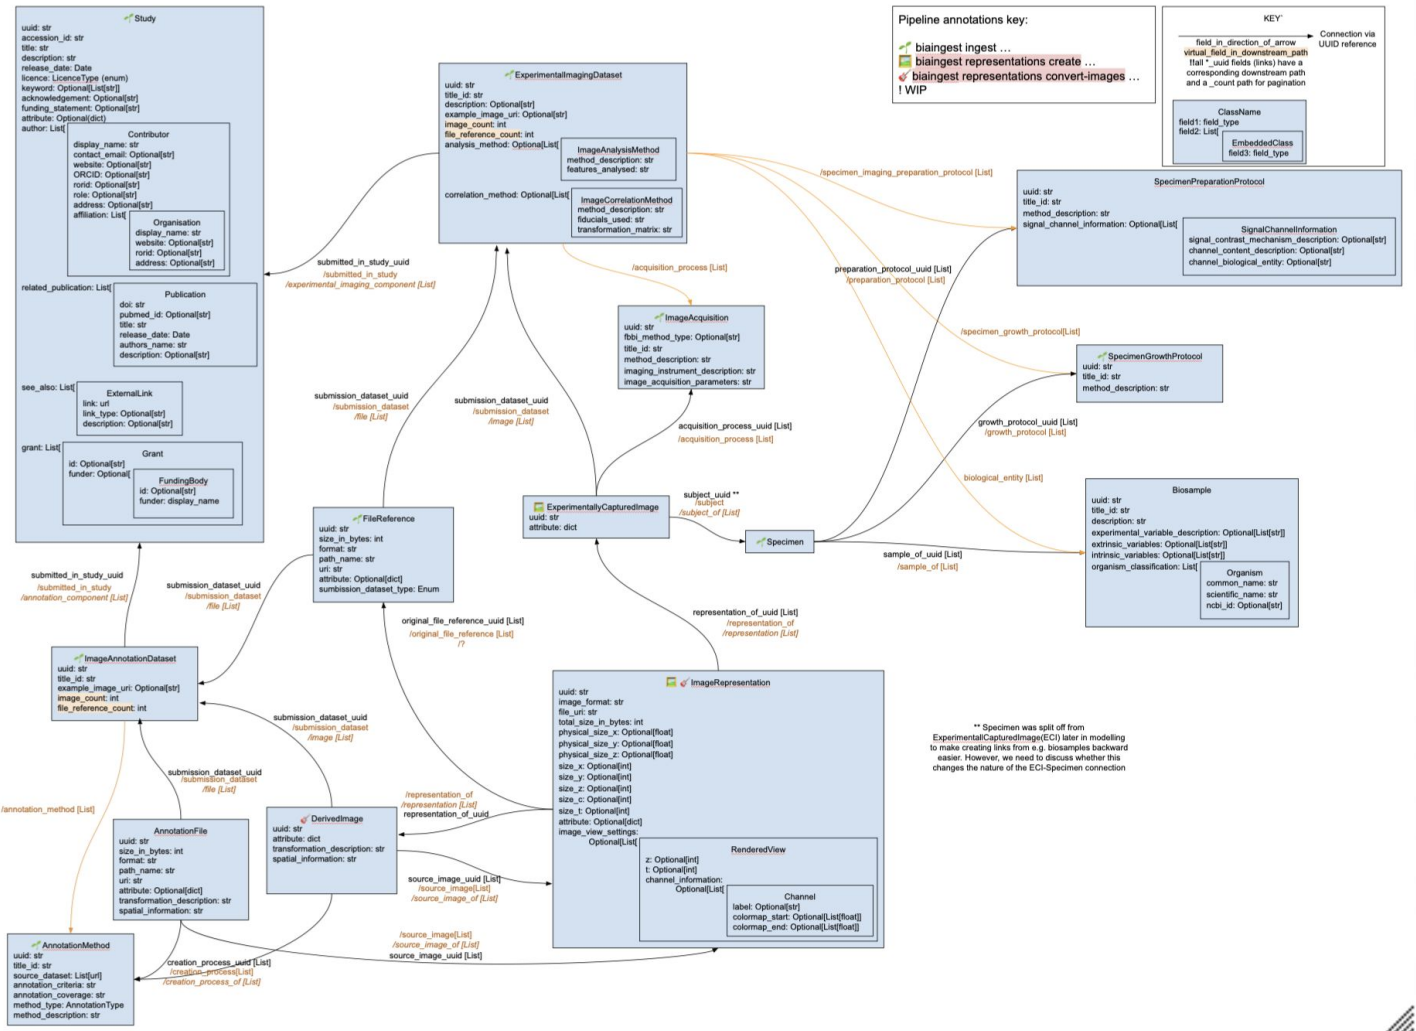 Study
uuid: str
accession_id: str
title: str
description: str
release_date: Date
licence: LicenceType (enum)
keyword: Optional[List[str]]
acknowledgement: Optional[str]
funding_statement: Optional[str]
attribute: Optional(dict)
author: List[
Contributor
display_name: str
contact_email: Optional[str]
website: Optional[str]
ORCID: Optional[str]
rorid: Optional[str]
role: Optional[str]
address: Optional[str]
affiliation: List[
Organisation
display_name: str
website: Optional[str]
rorid: Optional[str]
address: Optional[str]
related_publication: List[
Publication
doi: str
pubmed_id: Optional[str]
title: str
release_date: Date
authors_name: str
description: Optional[str]
see_also: List[
ExternalLink
link: url
link_type: Optional[str]
description: Optional[str]
grant: List[
Grant
id: Optional[str]
funder: Optional[
FundingBody
id: Optional[str]
funder: display_name
ExperimentalImagingDataset
uuid: str
title_id: str
description: Optional[str]
example_image_uri: Optional[str]
image_count: int
file_reference_count: int
analysis_method: Optiona[List[
ImageAnalysisMethod
method_description: str
features_analysed: str
correlation_method: Optional[List[
ImageCorrelationMethod
method_description: str
fiducials_used: str
transformation_matrix: str
Pipeline annotations key:
biaingest ingest ...
biaingest representations create ...
biaingest representations convert-images ...
! WIP
KEY`
field_in_direction_of_arrow
virtual_field_in_downstream_path
!!all *_uuid fields (links) have a
corresponding downstream path
and a _count path for pagination
Connection via
UUID reference
ClassName
field1: field_type
field2: List[
EmbeddedClass
field3: field_type
/specimen_imaging_preparation_protocol [List]
SpecimenPreparationProtocol
uuid: str
title_id: str
method_description: str
signal_channel_information: Optional[List[
SignalChannelInformation
signal_contrast_mechanism_description: Optional[str]
channel_content_description: Optional[str]
channel_biological_entity: Optional[str]
submitted_in_study_uuid
/submitted_in_study
/experimental_imaging_component [List]
/acquisition_process [List]
preparation_protocol_uuid [List]
/preparation_protocol [List]
ImageAcquisition
uuid: str
fbbi_method_type: Optional[str]
title_id: str
method_description: str
imaging_instrument_description: str
image_acquisition_parameters: str
/specimen_growth_protocol[List]
SpecimenGrowthProtocol
uuid: str
title_id: str
method_description: str
submission_dataset_uuid
/submission_dataset
/file [List]
submission_dataset_uuid
/submission_dataset
/image [List]
acquisition_process_uuid [List]
/acquisition_process [List]
growth_protocol_uuid [List]
/growth_protocol [List]
biological_entity [List]
ExperimentallyCapturedImage
uuid: str
attribute: dict
subject_uuid **
/subject
/subject_of [List]
Specimen
sample_of_uuid [List]
/sample_of [List]
Biosample
uuid: str
title_id: str
description: str
experimental_variable_description: Optional[List[str]]
extrinsic_variables: Optional[List[str]]
intrinsic_variables: Optional[List[str]]
organism_classification: List[
Organism
common_name: str
scientific_name: str
ncbi_id: Optional[str]
FileReference
uuid: str
size_in_bytes: int
format: str
path_name: str
uri: str
attribute: Optional[dict]
sumbission_dataset_type: Enum
submitted_in_study_uuid
/submitted_in_study
/annotation_component [List]
submission_dataset_uuid
/submission_dataset
/file [List]
original_file_reference_uuid [List]
/original_file_reference [List]
/?
representation_of_uuid [List]
/representation_of
/representation [List]
ImageAnnotationDataset
uuid: str
title_id: str
example_image_uri: Optional[str]
image_count: int
file_reference_count: int
submission_dataset_uuid
/submission_dataset
/image [List]
submission_dataset_uuid
/submission_dataset
/file [List]
/annotation_method [List]
ImageRepresentation
uuid: str
image_format: str
file_uri: str
total_size_in_bytes: int
physical_size_x: Optional[float]
physical_size_y: Optional[float]
physical_size_z: Optional[float]
size_x: Optional[int]
size_y: Optional[int]
size_z: Optional[int]
size_c: Optional[int]
size_t: Optional[int]
attribute: Optional[dict]
image_view_settings:
Optional[List[
RenderedView
z: Optional[int]
t: Optional[int]
channel_information:
Optional[List[
Channel
label: Optional[str]
colormap_start: Optional[List[float]]
colormap_end: Optional[List[float]]
** Specimen was split off from
ExperimentallCapturedImage(ECI) later in modelling
to make creating links from e.g. biosamples backward
easier. However, we need to discuss whether this
changes the nature of the ECI-Specimen connection
/representation_of
/representation [List]
representation_of_uuid
AnnotationFile
uuid: str
size_in_bytes: int
format: str
path_name: str
uri: str
attribute: Optional[dict]
transformation_description: str
spatial_information: str
DerivedImage
uuid: str
attribute: dict
transformation_description: str
spatial_information: str
source_image_uuid [List]
/source_image[List]
/source_image_of [List]
/source_image[List]
/source_image_of [List]
source_image_uuid [List]
creation_process_uuid [List]
/creation_process[List]
/creation_process_of [List]
AnnotationMethod
uuid: str
title_id: str
source_dataset: List[url]
annotation_criteria: str
annotation_coverage: str
method_type: AnnotationType
method_description: str